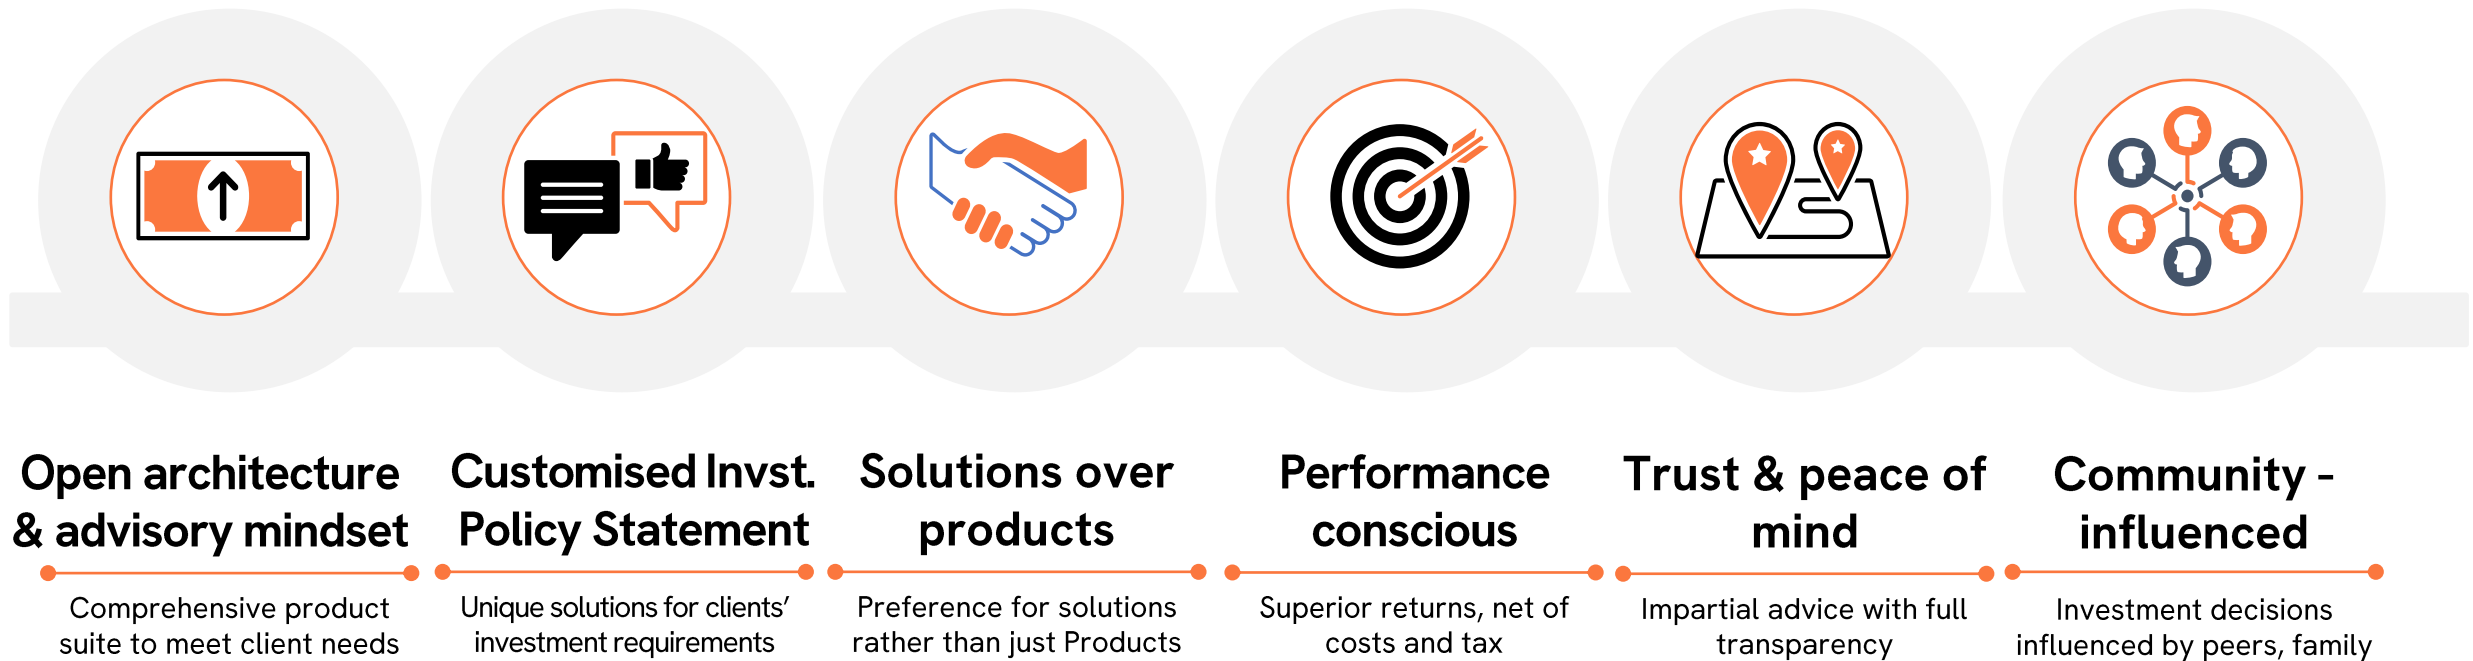 Open architecture
& advisory mindset
Comprehensive product
suite to meet client needs
Customised Invst.
Policy Statement
Unique solutions for clients’
investment requirements
Solutions over
products
Preference for solutions
rather than just Products
Performance
conscious
Superior returns, net of
costs and tax
Trust & peace of
mind
Impartial advice with full
transparency
Community -
influenced
Investment decisions
influenced by peers, family